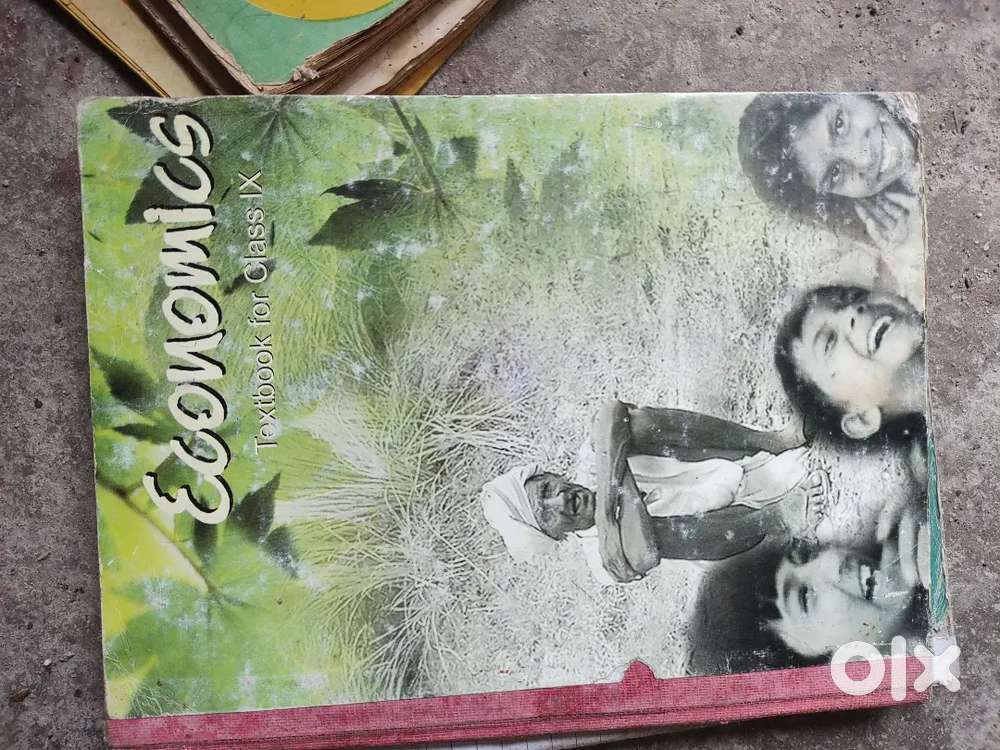 Economics
Textbook for Class IX
olx